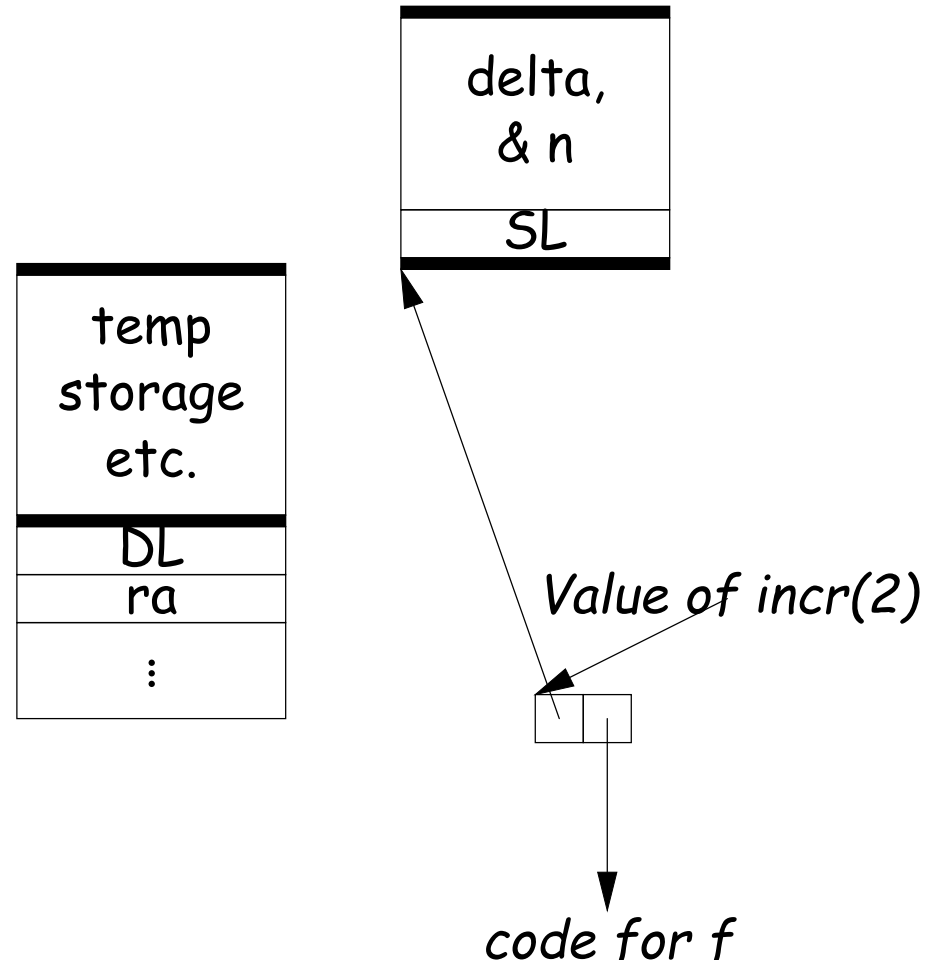 delta,
& n
SL
temp
storage
etc.
DL
ra
⋮
Value of incr(2)
code for f